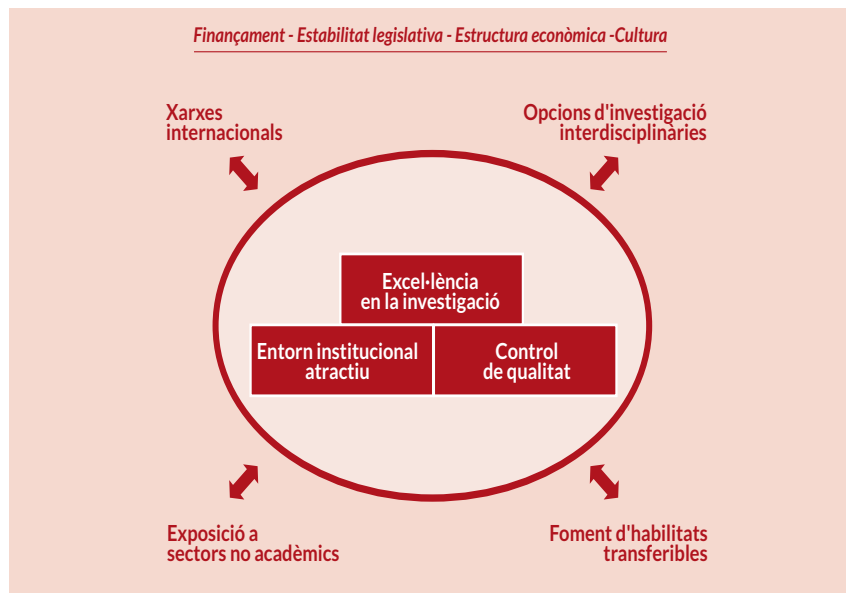 Finançament - Estabilitat legislativa - Estructura econòmica -Cultura
Xarxes
internacionals
Opcions d'investigació
interdisciplinàries
Excel·lència
en la investigació
Entorn institucional
atractiu
Control
de qualitat
Exposició a
sectors no acadèmics
Foment d'habilitats
transferibles